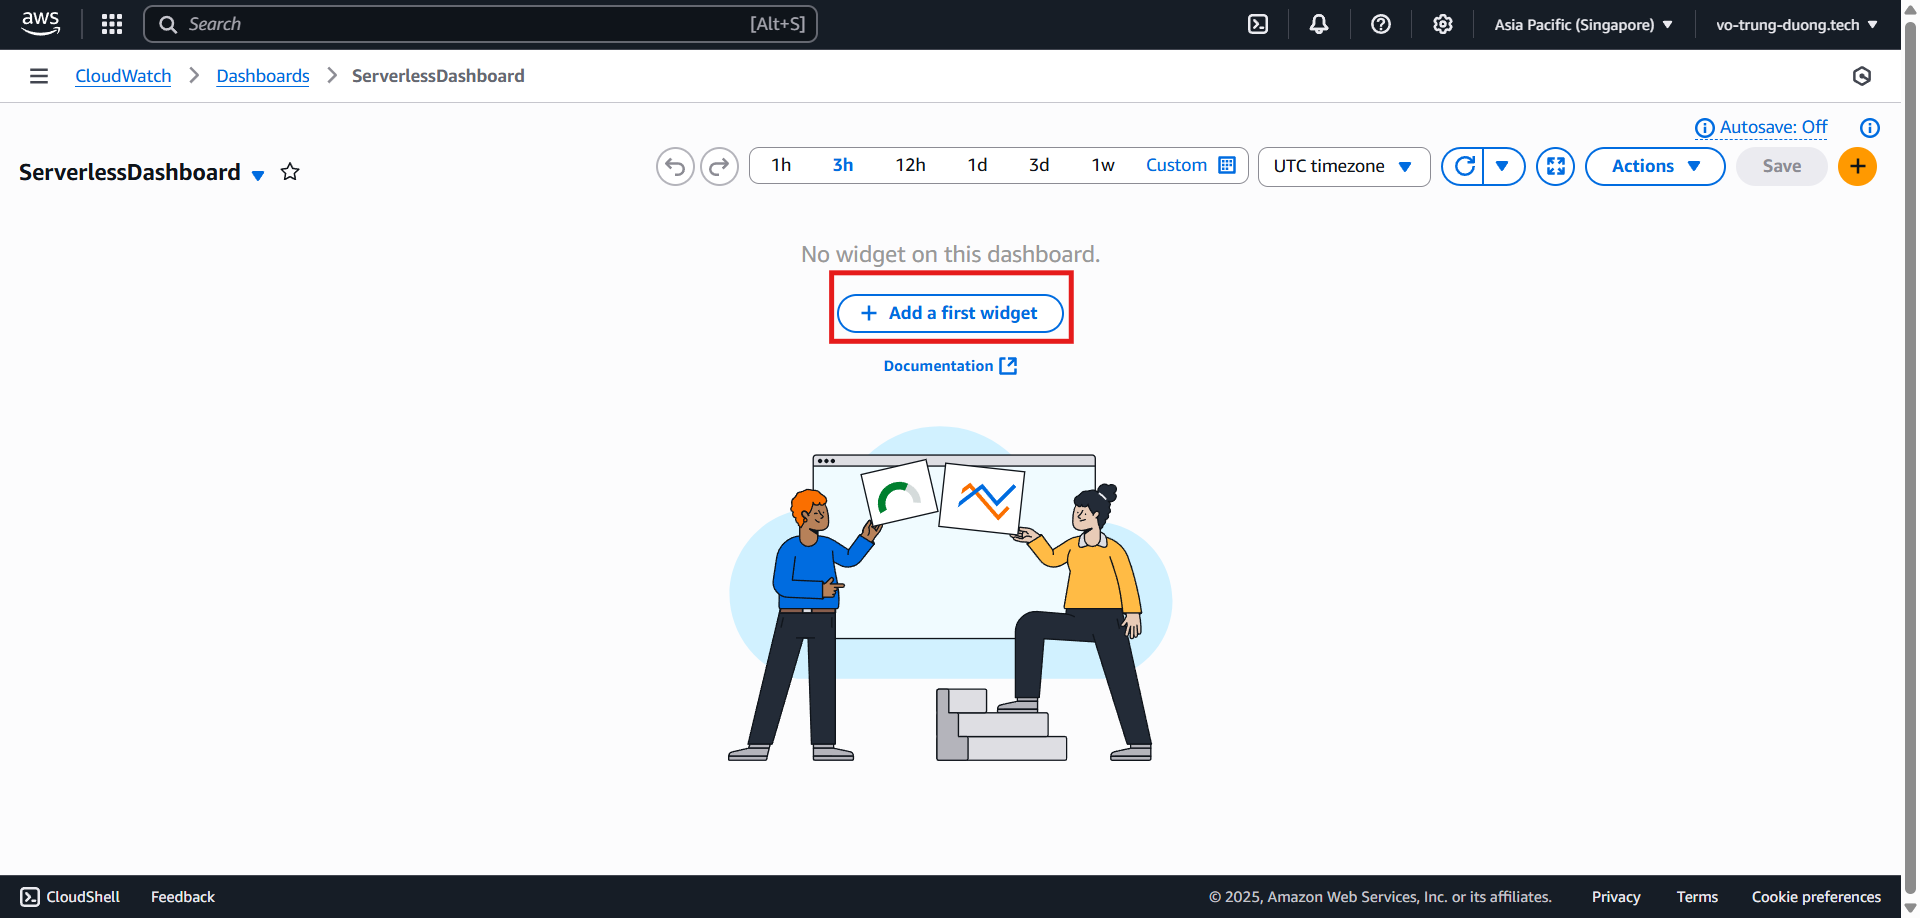 aws
Search [Alt+S]
Asia Pacific (Singapore)
vo-trung-duong.tech
CloudWatch
Dashboards
ServerlessDashboard
Autosave: Off
ServerlessDashboard
1h 3h 12h 1d 3d 1w Custom
UTC timezone
Actions
Save
No widget on this dashboard.
Add a first widget
Documentation
CloudShell
Feedback
© 2025, Amazon Web Services, Inc. or its affiliates.
Privacy
Terms
Cookie preferences